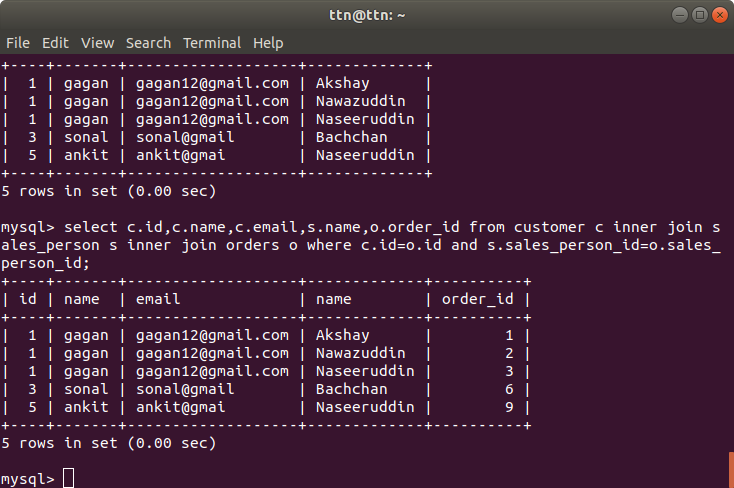 ttn@ttn: ~
File Edit View Search Terminal Help
+----+-------+-------------------+-------------+
|  1 | gagan | gagan12@gmail.com | Akshay      |
|  1 | gagan | gagan12@gmail.com | Nawazuddin  |
|  1 | gagan | gagan12@gmail.com | Naseeruddin |
|  3 | sonal | sonal@gmail       | Bachchan    |
|  5 | ankit | ankit@gmai        | Naseeruddin |
+----+-------+-------------------+-------------+
5 rows in set (0.00 sec)
mysql> select c.id,c.name,c.email,s.name,o.order_id from customer c inner join s
ales_person s inner join orders o where c.id=o.id and s.sales_person_id=o.sales_
person_id;
+----+-------+-------------------+-------------+----------+
| id | name  | email             | name        | order_id |
+----+-------+-------------------+-------------+----------+
|  1 | gagan | gagan12@gmail.com | Akshay      |        1 |
|  1 | gagan | gagan12@gmail.com | Nawazuddin  |        2 |
|  1 | gagan | gagan12@gmail.com | Naseeruddin |        3 |
|  3 | sonal | sonal@gmail       | Bachchan    |        6 |
|  5 | ankit | ankit@gmai        | Naseeruddin |        9 |
+----+-------+-------------------+-------------+----------+
5 rows in set (0.00 sec)
mysql>